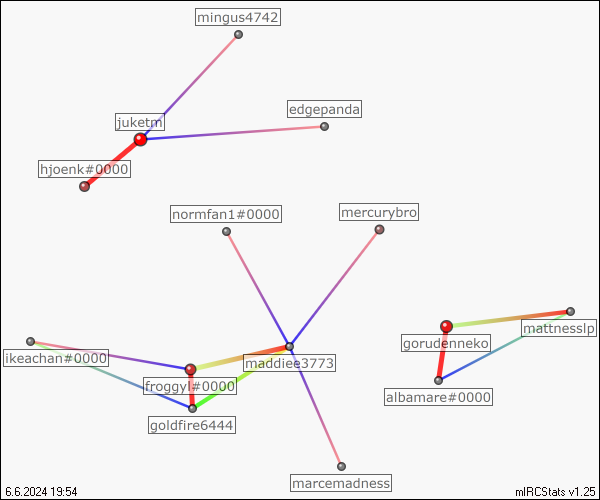 mingus4742
edgepanda
juketm
hjoenk#0000
normfan1#0000
mercurybro
mattnesslp
gorudenneko
ikeachan#0000
maddiee3773
froggyl#0000
albamare#0000
goldfire6444
marcemadness
6.6.2024 19:54
mIRCStats v1.25